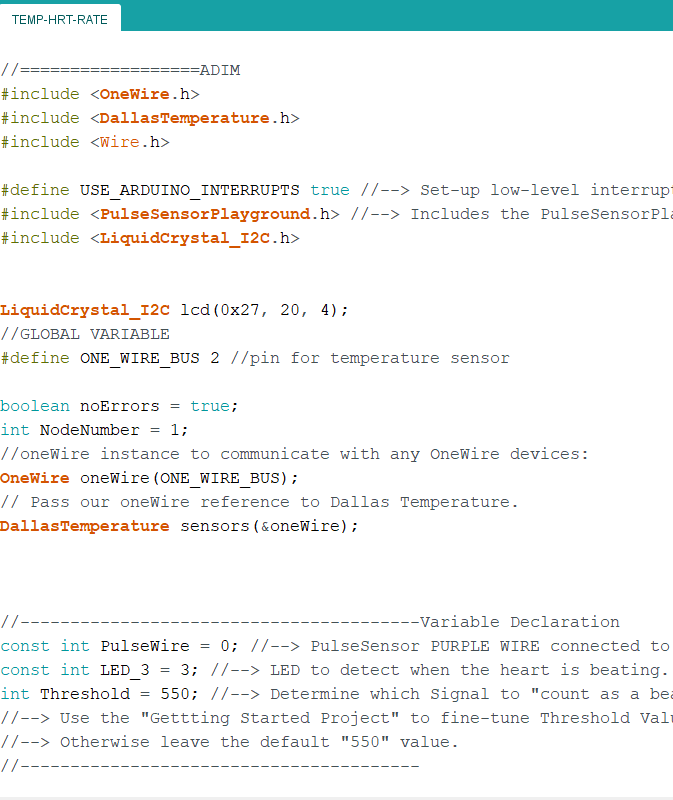 TEMP-HRT-RATE
//==================ADIM
#include <OneWire.h>
#include <DallasTemperature.h>
#include <Wire.h>
#define USE_ARDUINO_INTERRUPTS true //--> Set-up low-level interrupt
#include <PulseSensorPlayground.h> //--> Includes the PulseSensorPla
#include <LiquidCrystal_I2C.h>
LiquidCrystal_I2C lcd(0x27, 20, 4);
//GLOBAL VARIABLE
#define ONE_WIRE_BUS 2 //pin for temperature sensor
boolean noErrors = true;
int NodeNumber = 1;
//oneWire instance to communicate with any OneWire devices:
OneWire oneWire(ONE_WIRE_BUS);
// Pass our oneWire reference to Dallas Temperature.
DallasTemperature sensors(&oneWire);
//----------------------------------------Variable Declaration
const int PulseWire = 0; //--> PulseSensor PURPLE WIRE connected to
const int LED_3 = 3; //--> LED to detect when the heart is beating.
int Threshold = 550; //--> Determine which Signal to "count as a bea
//--> Use the "Gettting Started Project" to fine-tune Threshold Valu
//--> Otherwise leave the default "550" value.
//----------------------------------------